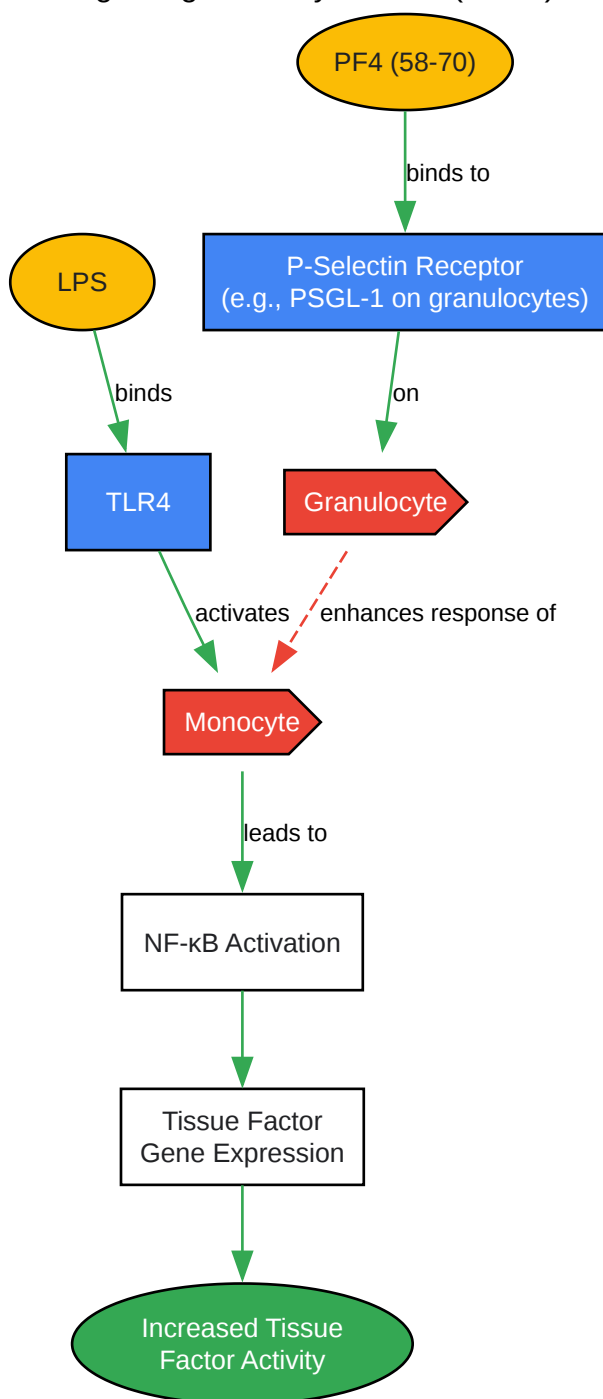 PF4 (58-70)
binds to
LPS
P-Selectin Receptor
(e.g., PSGL-1 on granulocytes)
binds
on
TLR4
Granulocyte
activates
enhances response of
Monocyte
leads to
NF-κB Activation
Tissue Factor
Gene Expression
Increased Tissue
Factor Activity